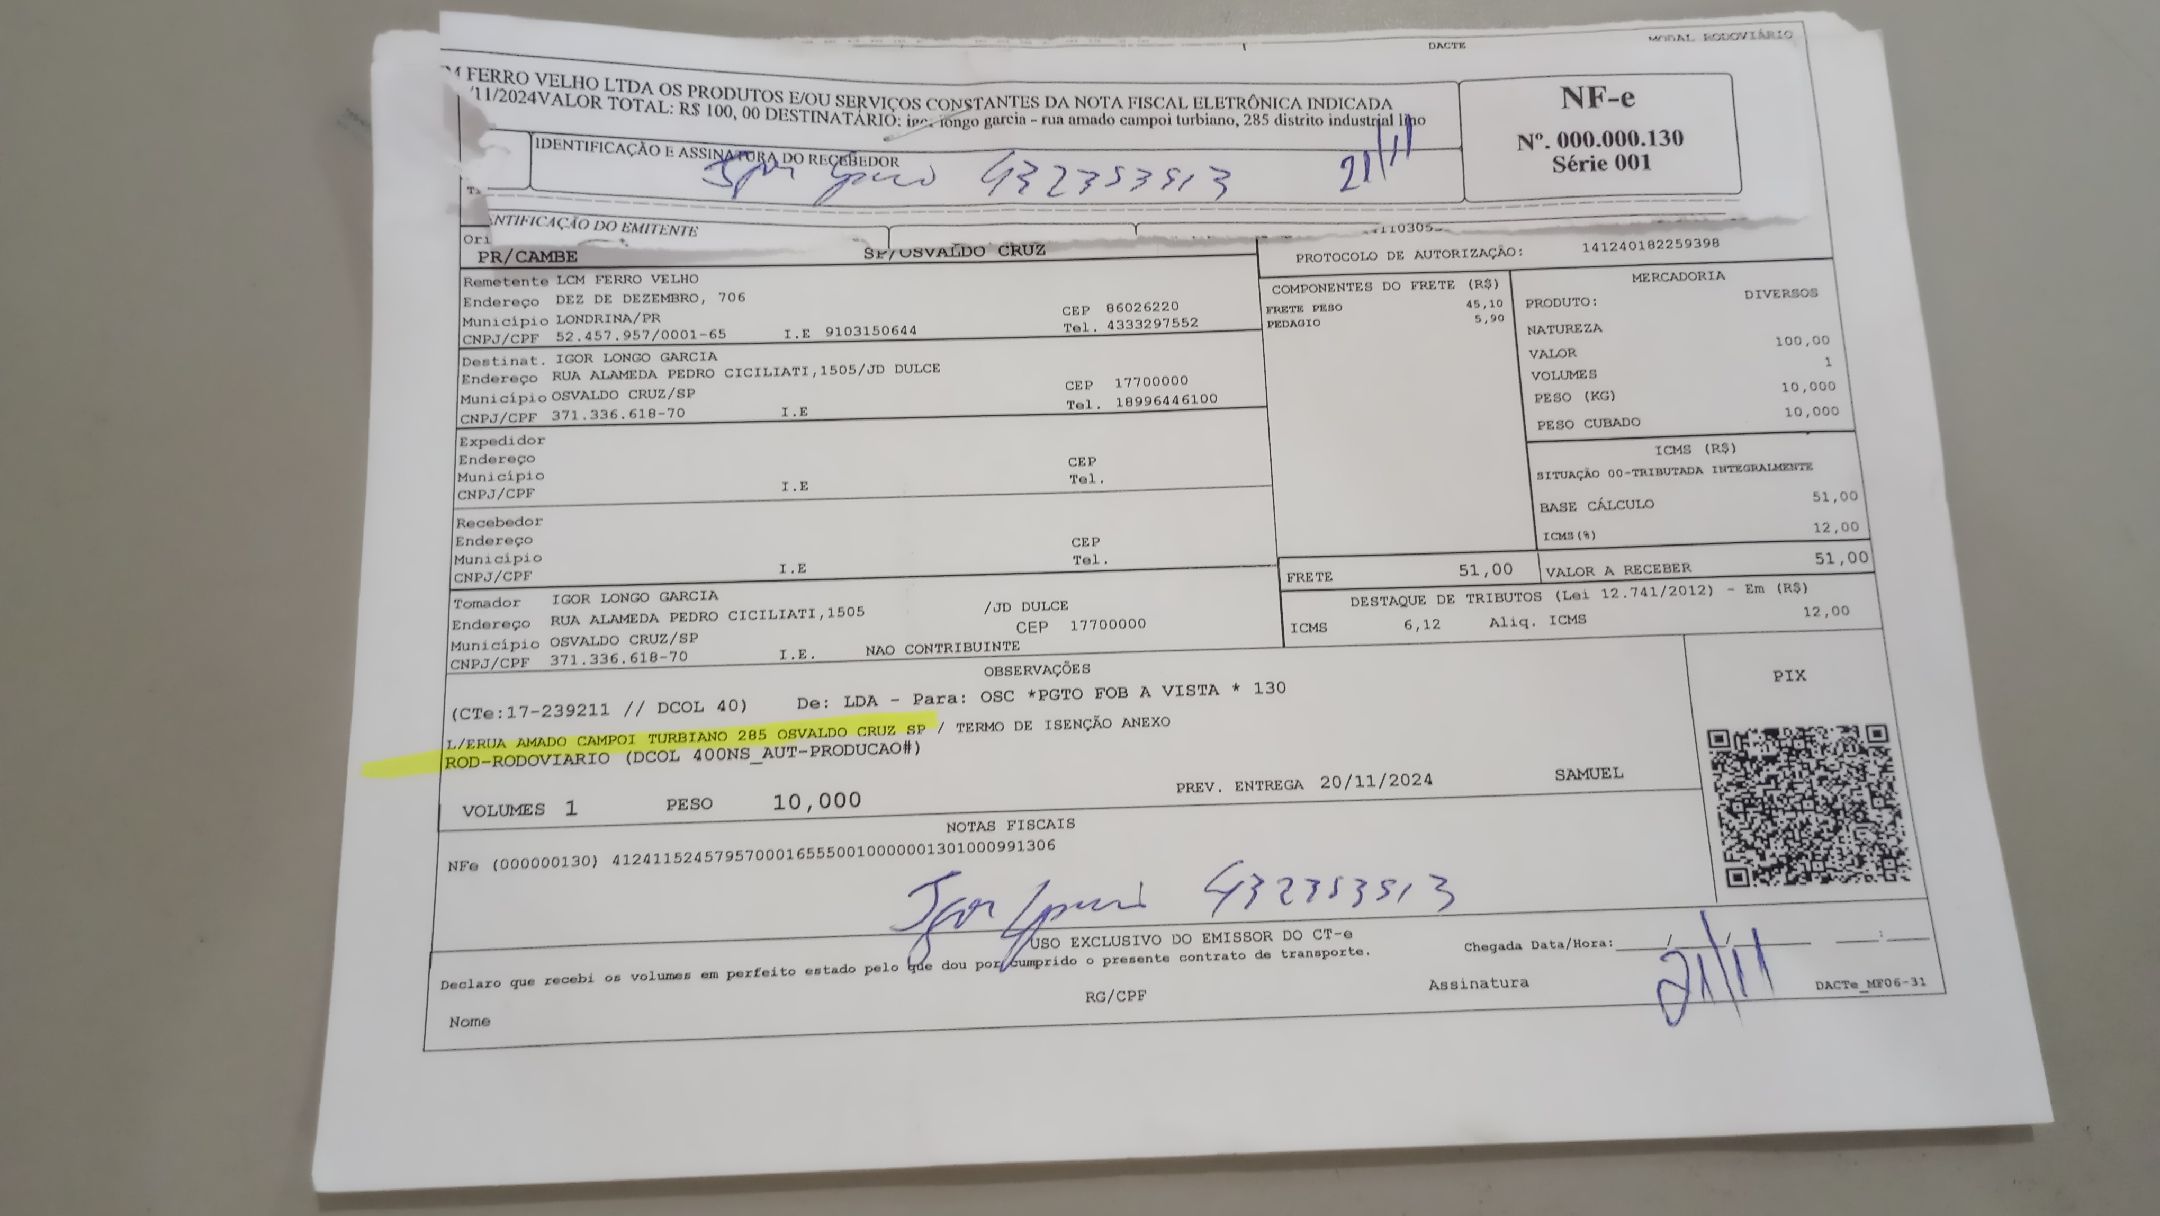 DACTE
MODAL RODOVIÁRIO
FERRO VELHO LTDA OS PRODUTOS E/OU SERVIÇOS CONSTANTES DA NOTA FISCAL ELETRÔNICA INDICADA
/11/2024VALOR TOTAL: R$ 100, 00 DESTINATÁRIO: longo garcia - rua amado campoi turbiano, 285 distrito industrial
NF-e
Nº. 000.000.130
Série 001
IDENTIFICAÇÃO E ASSINATURA DO RECEBEDOR
Igor 432353513 21/11
NTIFICAÇÃO DO EMITENTE
Ori
PR/CAMBE SP/OSVALDO CRUZ
PROTOCOLO DE AUTORIZAÇÃO: 141240182259398
Remetente LCM FERRO VELHO
Endereço DEZ DE DEZEMBRO, 706 CEP 86026220
Município LONDRINA/PR Tel. 4333297552
CNPJ/CPF 52.457.957/0001-65 I.E 9103150644
COMPONENTES DO FRETE (R$)
FRETE PESO 45,10
PEDAGIO 5,90
MERCADORIA
PRODUTO: DIVERSOS
NATUREZA
VALOR 100,00
VOLUMES 1
PESO (KG) 10,000
PESO CUBADO 10,000
Destinat. IGOR LONGO GARCIA
Endereço RUA ALAMEDA PEDRO CICILIATI,1505/JD DULCE CEP 17700000
Município OSVALDO CRUZ/SP Tel. 18996446100
CNPJ/CPF 371.336.618-70 I.E
Expedidor
Endereço CEP
Município Tel.
CNPJ/CPF I.E
ICMS (R$)
SITUAÇÃO 00-TRIBUTADA INTEGRALMENTE
BASE CÁLCULO 51,00
ICMS(%) 12,00
Recebedor
Endereço CEP
Município Tel.
CNPJ/CPF I.E
FRETE 51,00 VALOR A RECEBER 51,00
Tomador IGOR LONGO GARCIA
Endereço RUA ALAMEDA PEDRO CICILIATI,1505 /JD DULCE
Município OSVALDO CRUZ/SP CEP 17700000
CNPJ/CPF 371.336.618-70 I.E. NAO CONTRIBUINTE
DESTAQUE DE TRIBUTOS (Lei 12.741/2012) - Em (R$)
ICMS 6,12 Aliq. ICMS 12,00
OBSERVAÇÕES
(CTe:17-239211 // DCOL 40) De: LDA - Para: OSC *PGTO FOB A VISTA * 130
L/ERUA AMADO CAMPOI TURBIANO 285 OSVALDO CRUZ SP / TERMO DE ISENÇÃO ANEXO
ROD-RODOVIARIO (DCOL 400NS_AUT-PRODUCAO#)
VOLUMES 1 PESO 10,000 PREV. ENTREGA 20/11/2024 SAMUEL
PIX
NOTAS FISCAIS
NFe (000000130) 41241152457957000165550010000001301000991306
Igor 432353513
USO EXCLUSIVO DO EMISSOR DO CT-e
Declaro que recebi os volumes em perfeito estado pelo que dou por cumprido o presente contrato de transporte.
Chegada Data/Hora: / / :
21/11
Nome RG/CPF Assinatura DACTe_MF06-31